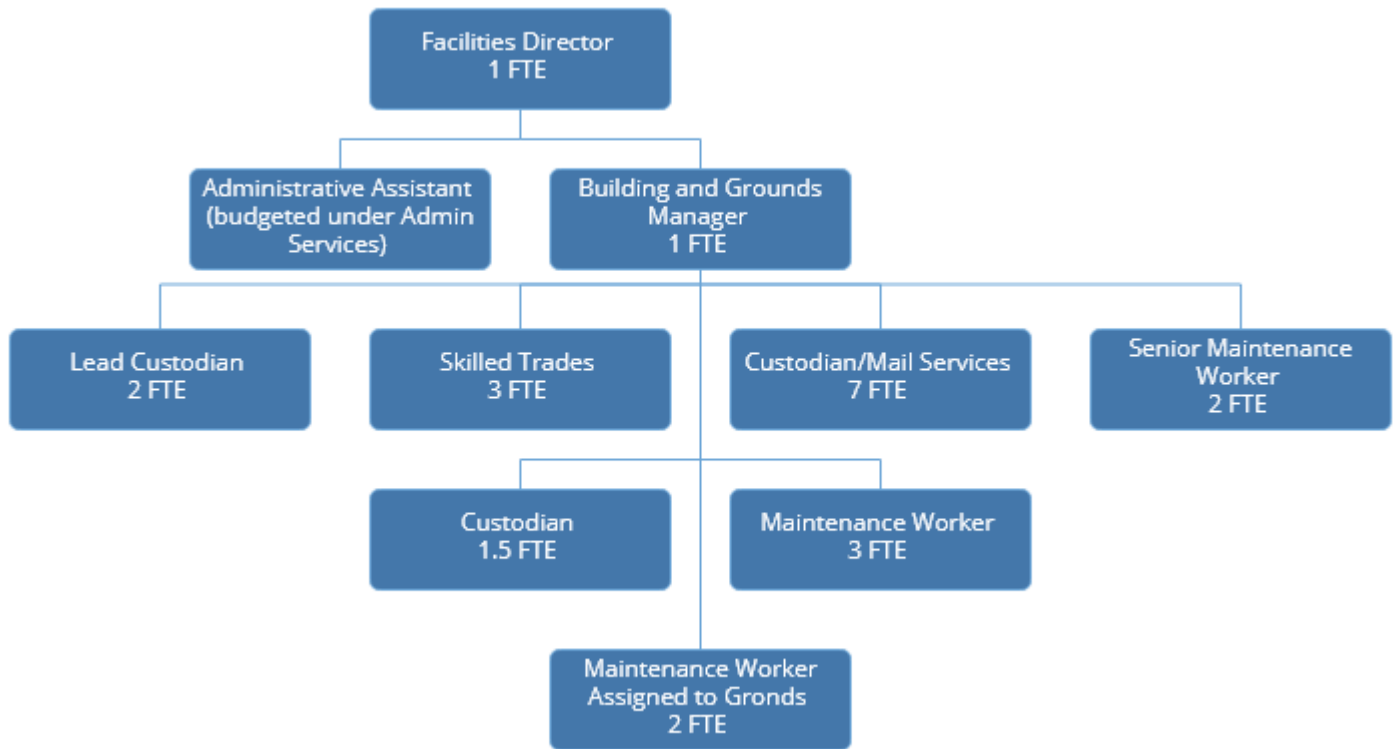 Facilities Director
1 FTE
Administrative Assistant
(budgeted under Admin
Services)
Building and Grounds
Manager
1 FTE
Lead Custodian
2 FTE
Skilled Trades
3 FTE
Custodian/Mail Services
7 FTE
Senior Maintenance
Worker
2 FTE
Custodian
1.5 FTE
Maintenance Worker
3 FTE
Maintenance Worker
Assigned to Gronds
2 FTE